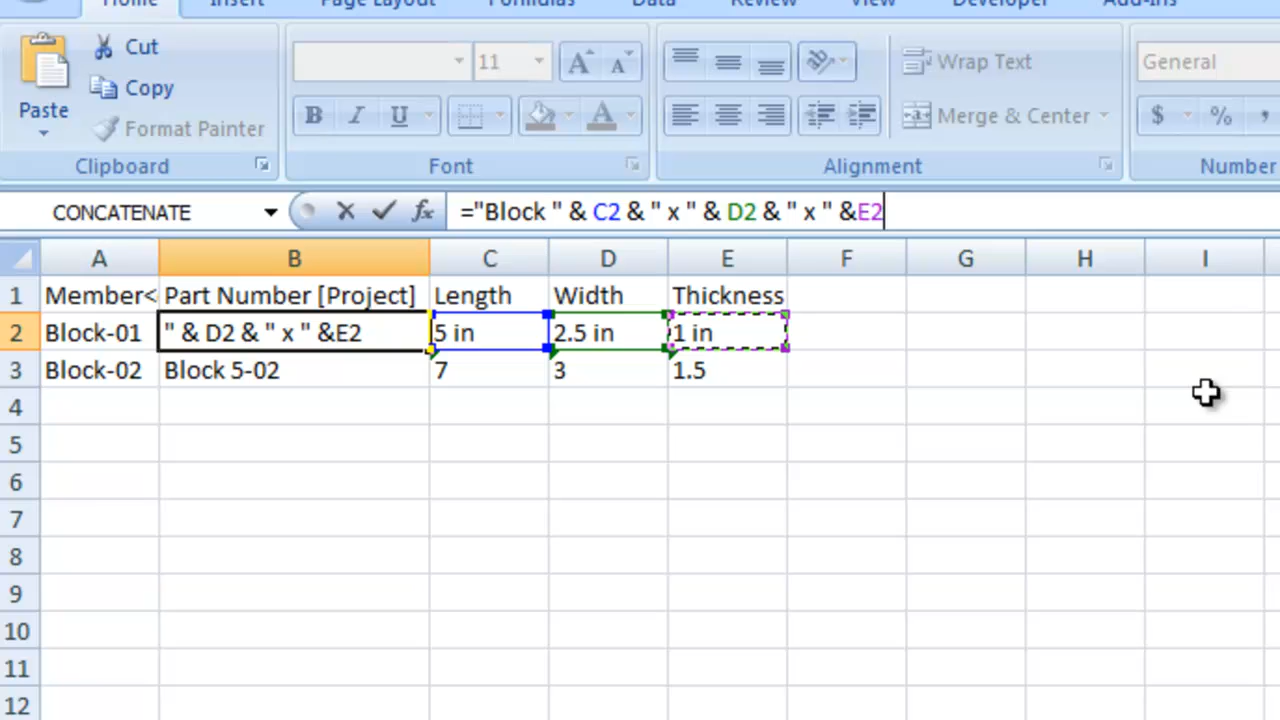 Home Insert Page Layout Formulas Data Review View Developer Add-Ins
Cut
Copy
Paste
Format Painter
Clipboard
11
A A
B I U A
Font
Wrap Text
Merge & Center
Alignment
General
$ % ,
Number
CONCATENATE fx ="Block " & C2 & " x " & D2 & " x " &E2
A B C D E F G H I
1 Member< Part Number [Project] Length Width Thickness
2 Block-01 " & D2 & " x " &E2 5 in 2.5 in 1 in
3 Block-02 Block 5-02 7 3 1.5
4
5
6
7
8
9
10
11
12